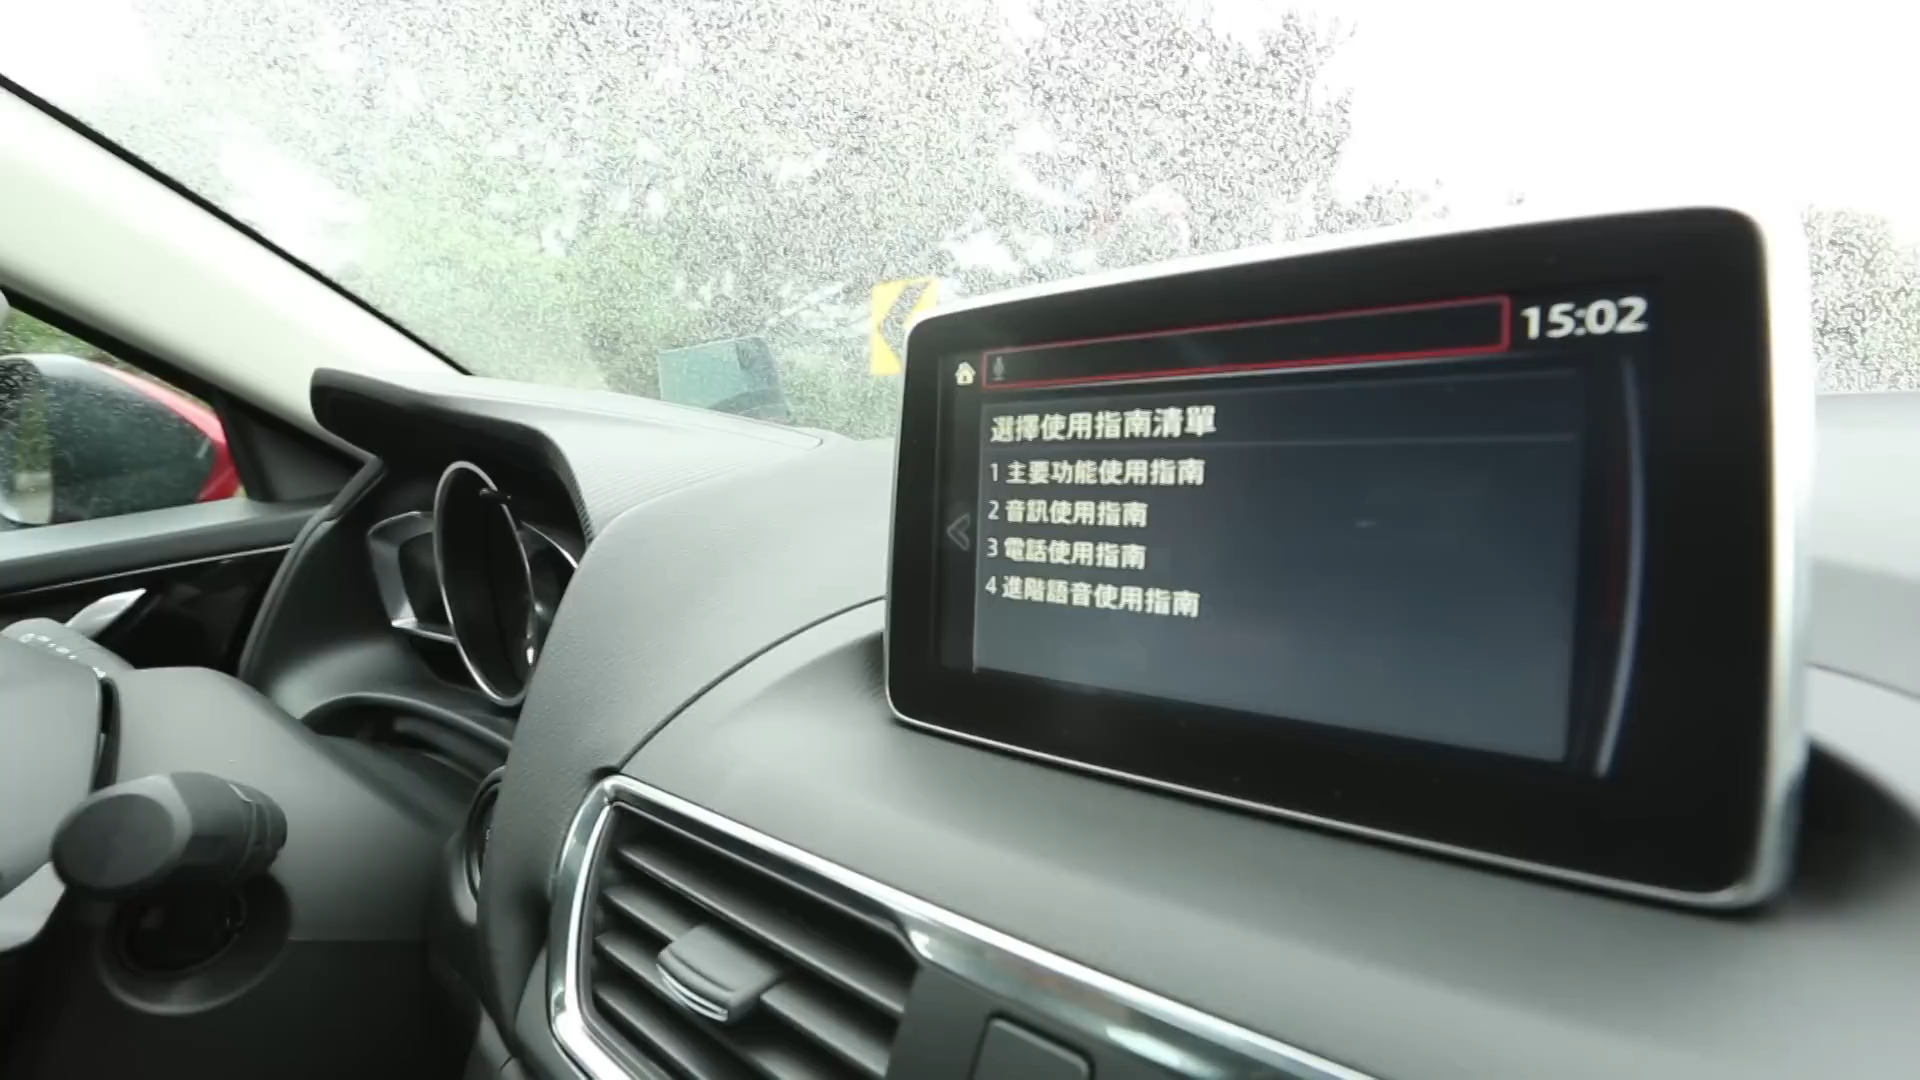 15:02
選擇使用指南清單
1 主要功能使用指南
2 音訊使用指南
3 電話使用指南
4 進階語音使用指南